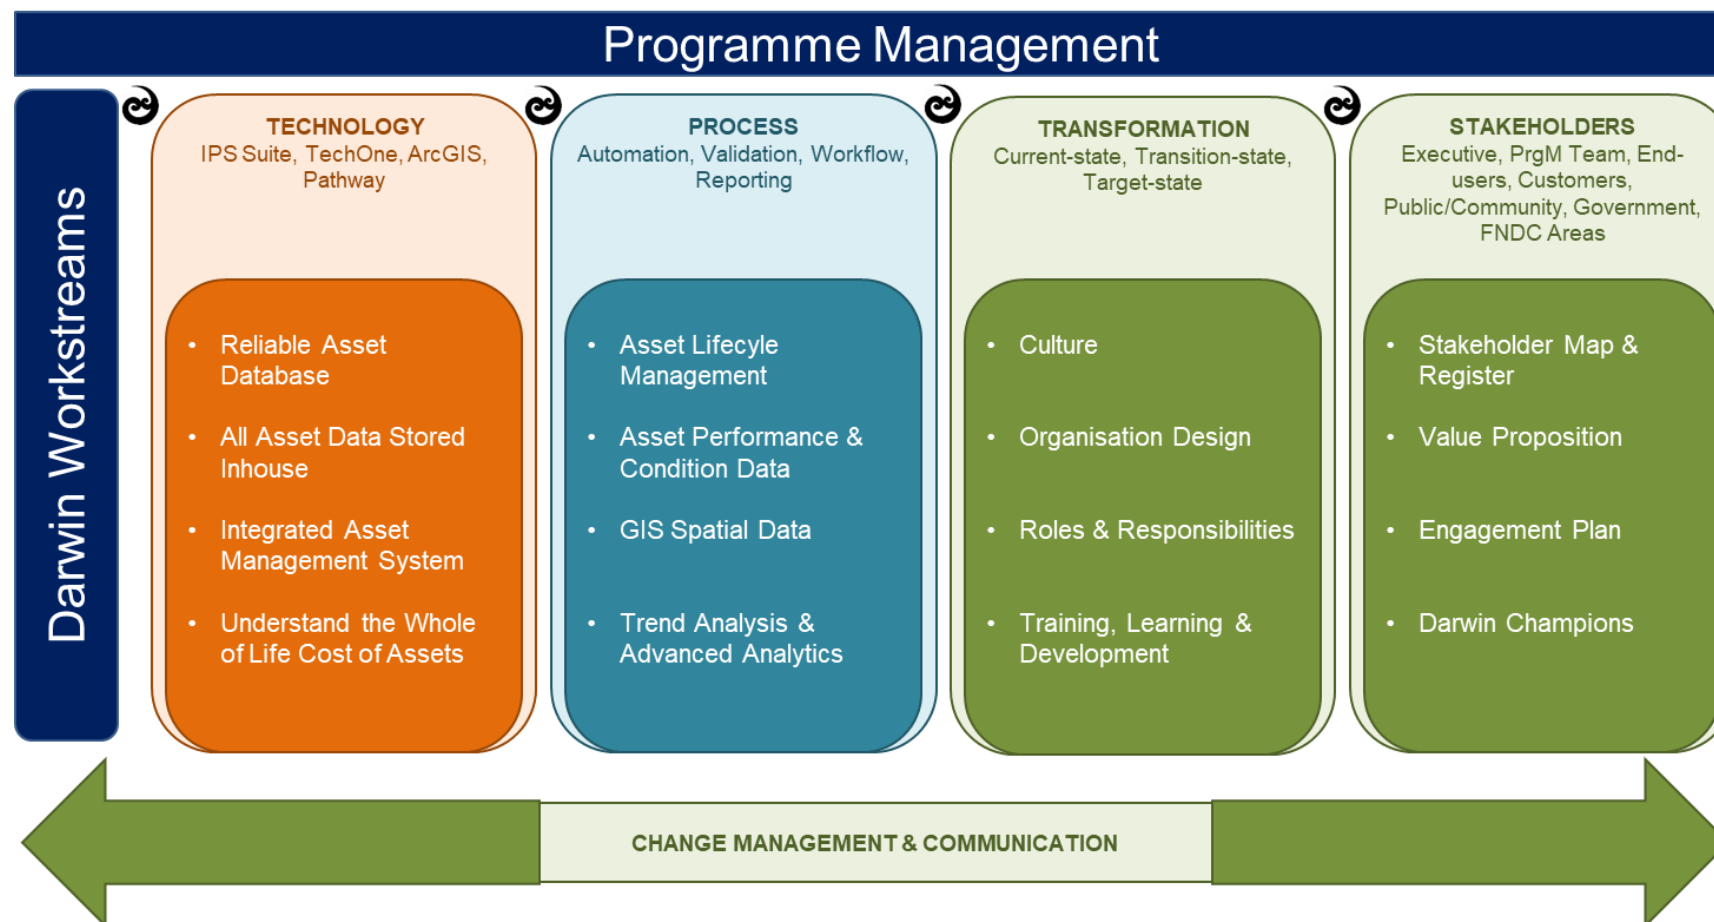 Programme Management
Darwin Workstreams
TECHNOLOGY
IPS Suite, TechOne, ArcGIS,
Pathway
• Reliable Asset
Database
• All Asset Data Stored
Inhouse
• Integrated Asset
Management System
• Understand the Whole
of Life Cost of Assets
PROCESS
Automation, Validation, Workflow,
Reporting
• Asset Lifecyle
Management
• Asset Performance &
Condition Data
• GIS Spatial Data
• Trend Analysis &
Advanced Analytics
TRANSFORMATION
Current-state, Transition-state,
Target-state
• Culture
• Organisation Design
• Roles & Responsibilities
• Training, Learning &
Development
STAKEHOLDERS
Executive, PrgM Team, End-
users, Customers,
Public/Community, Government,
FNDC Areas
• Stakeholder Map &
Register
• Value Proposition
• Engagement Plan
• Darwin Champions
CHANGE MANAGEMENT & COMMUNICATION